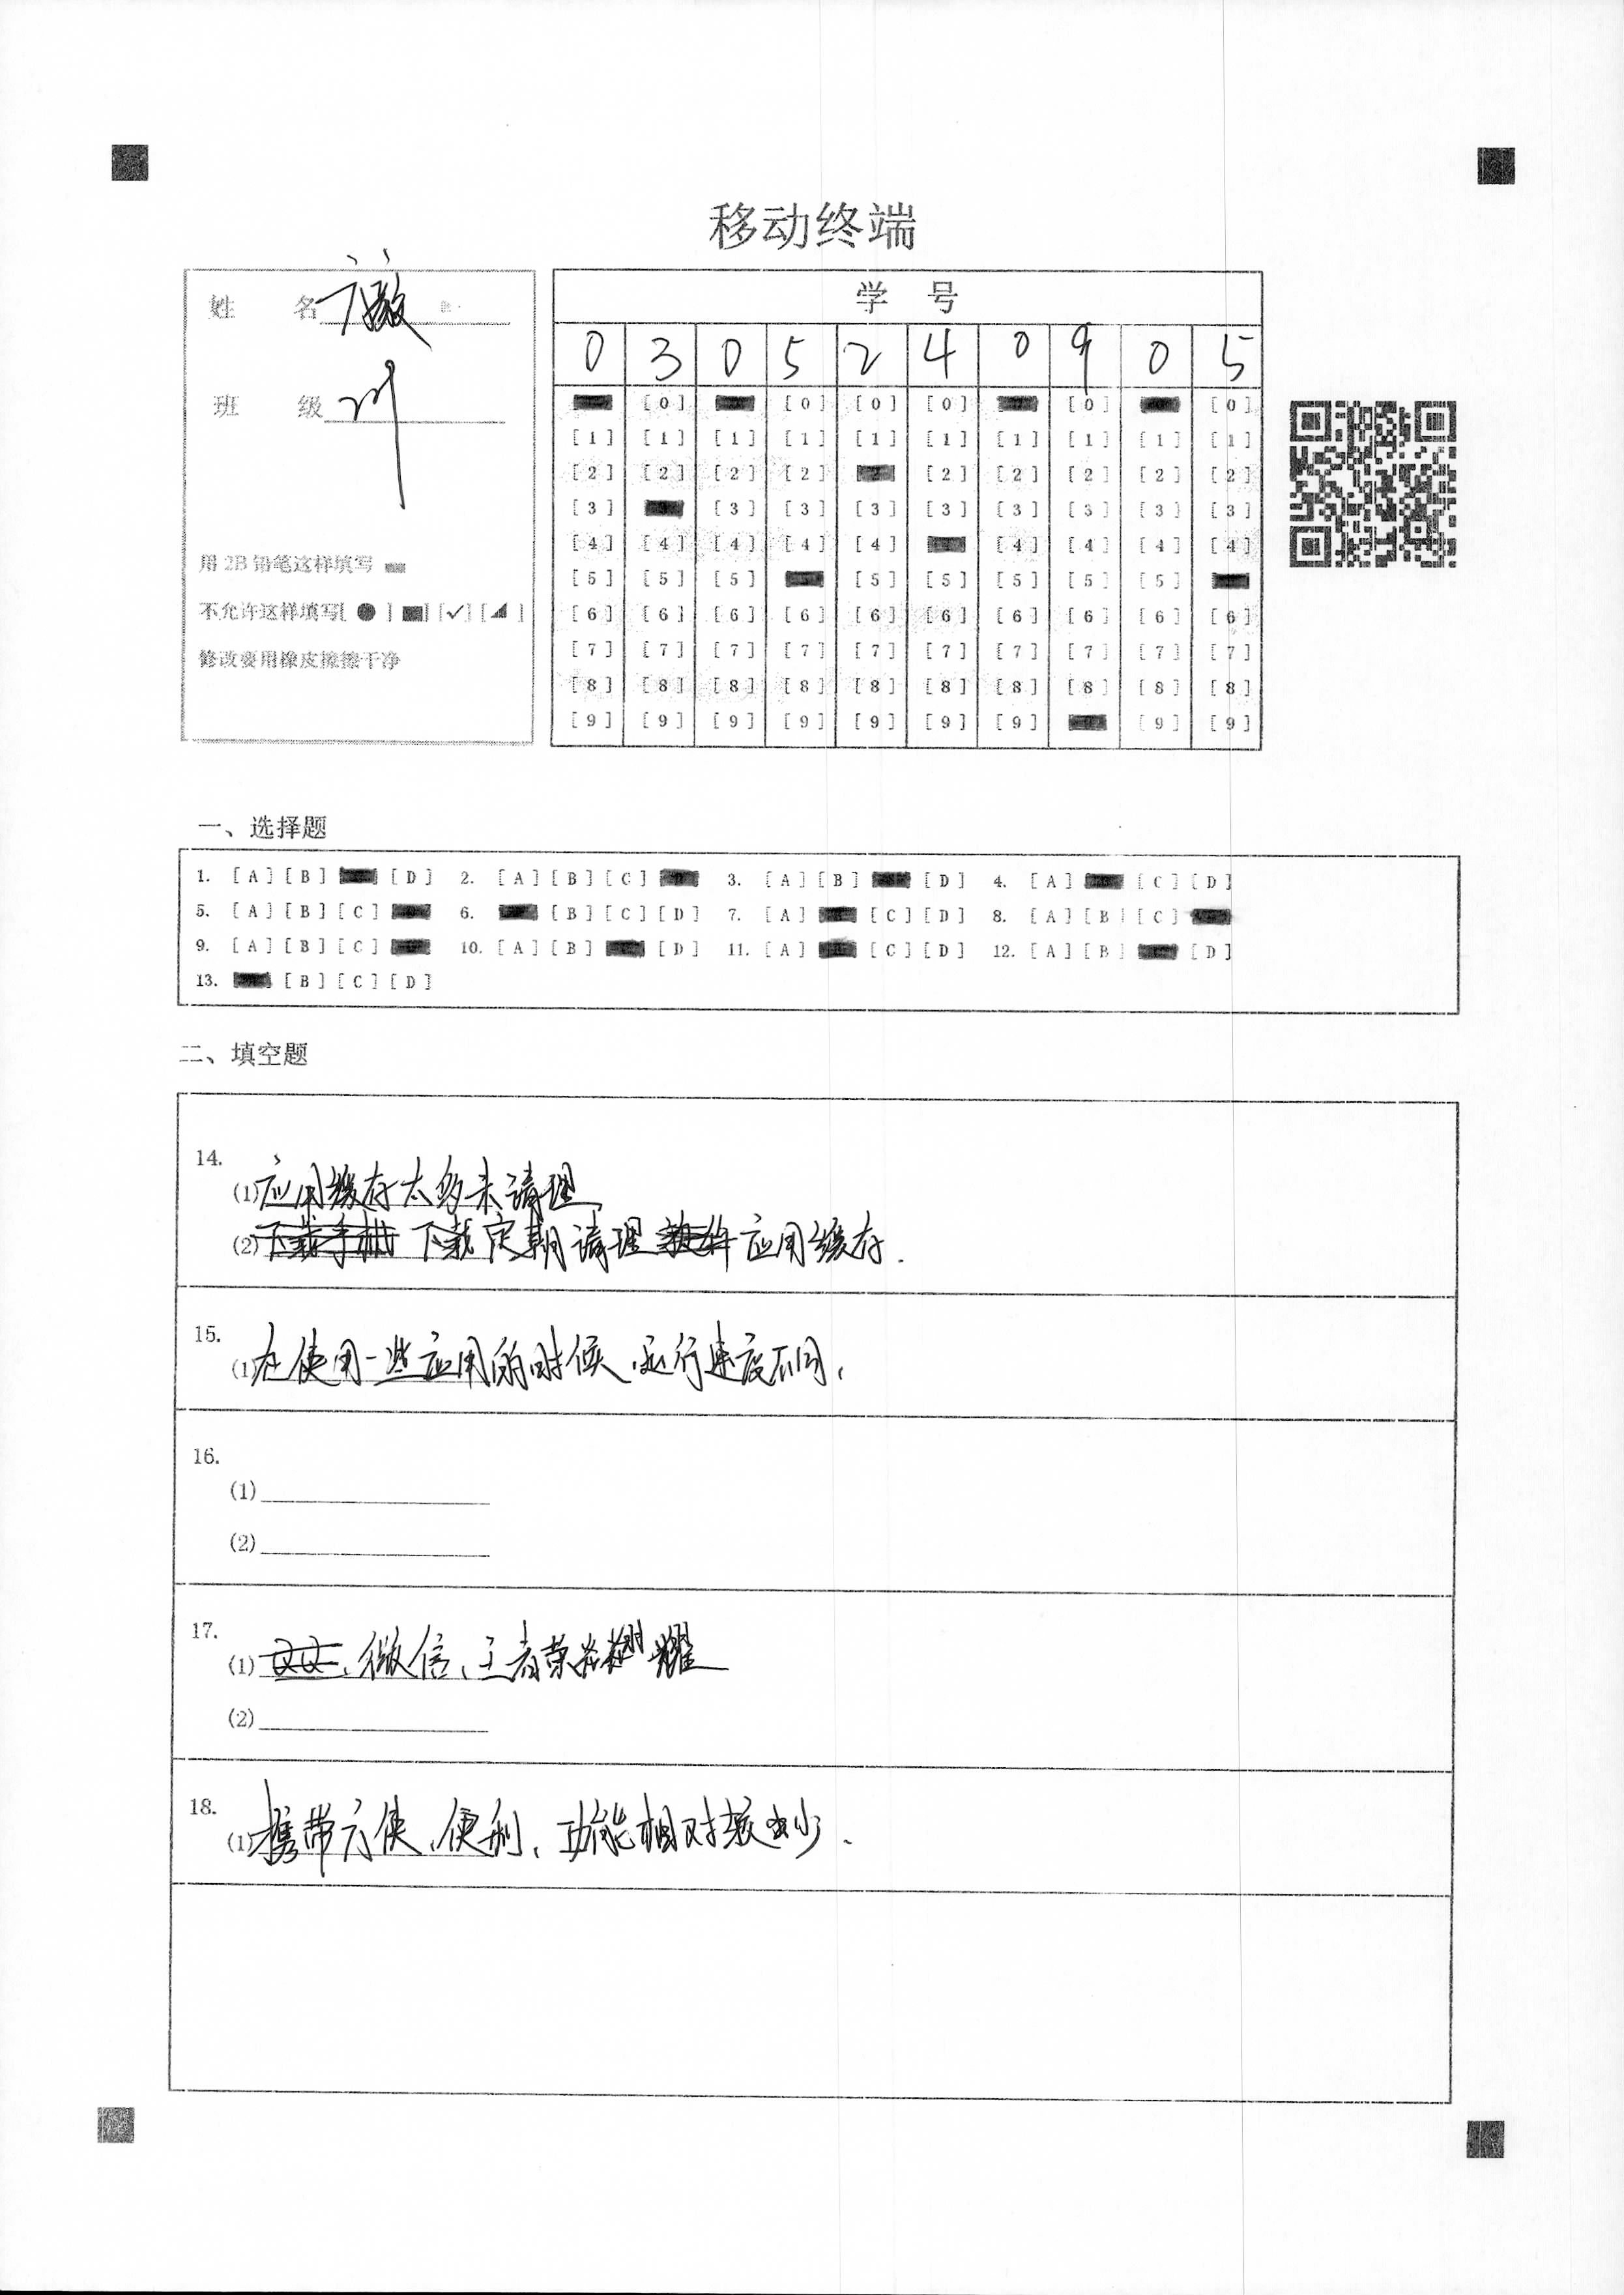 移动终端
姓 名
班 级
用2B铅笔这样填写
不允许这样填写[ ● ] [■] [✓] [◢ ]
修改要用橡皮擦擦干净
学 号
0 3 0 5 2 4 0 9 0 5
[0] [0] [0] [0] [0] [0]
[1] [1] [1] [1] [1] [1] [1] [1] [1] [1]
[2] [2] [2] [2] [2] [2] [2] [2] [2]
[3] [3] [3] [3] [3] [3] [3] [3] [3]
[4] [4] [4] [4] [4] [4] [4] [4] [4]
[5] [5] [5] [5] [5] [5] [5] [5]
[6] [6] [6] [6] [6] [6] [6] [6] [6] [6]
[7] [7] [7] [7] [7] [7] [7] [7] [7] [7]
[8] [8] [8] [8] [8] [8] [8] [8] [8] [8]
[9] [9] [9] [9] [9] [9] [9] [9] [9]
一、选择题
1. [A] [B] [D] 2. [A] [B] [C] 3. [A] [B] [D] 4. [A] [C] [D]
5. [A] [B] [C] 6. [B] [C] [D] 7. [A] [C] [D] 8. [A] [B] [C]
9. [A] [B] [C] 10. [A] [B] [D] 11. [A] [C] [D] 12. [A] [B] [D]
13. [B] [C] [D]
二、填空题
14.
(1) 应用缓存太多未清理
(2) 下载手机 下载定期清理软件应用缓存.
15.
(1) 在使用一些应用的时候,运行速度不同,
16.
(1)
(2)
17.
(1) QQ、微信、王者荣耀
(2)
18.
(1) 携带方便、便利、功能相对较少.